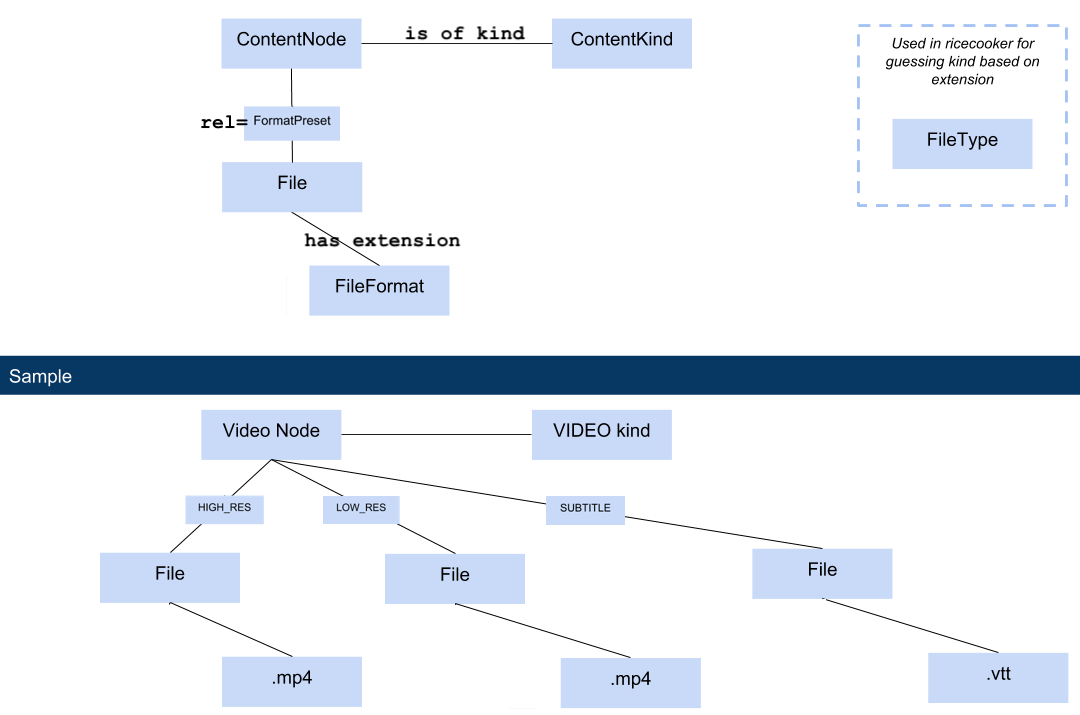 ContentNode
is of kind
ContentKind
Used in ricecooker for
guessing kind based on
extension
FileType
rel=
FormatPreset
File
has extension
FileFormat
Sample
Video Node
VIDEO kind
HIGH_RES
LOW_RES
SUBTITLE
File
File
File
.mp4
.mp4
.vtt